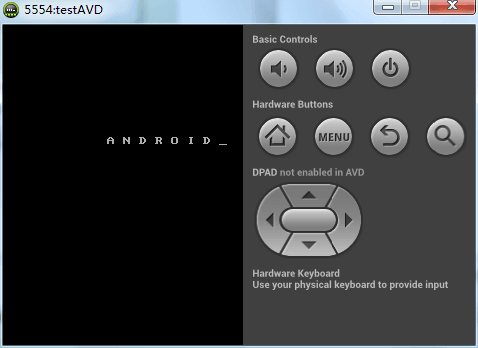 5554:testAVD
A N D R O I D _
Basic Controls
Hardware Buttons
MENU
DPAD not enabled in AVD
Hardware Keyboard
Use your physical keyboard to provide input